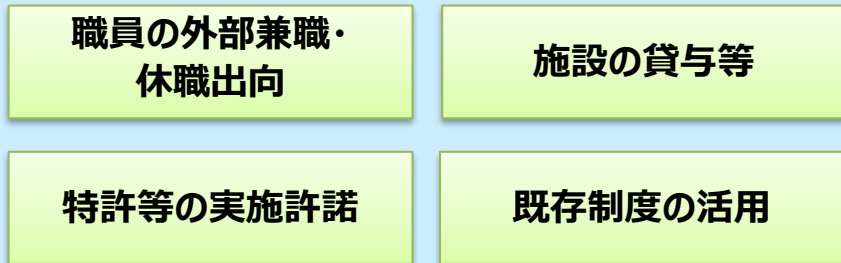 職員の外部兼職･
休職出向
施設の貸与等
特許等の実施許諾
既存制度の活用